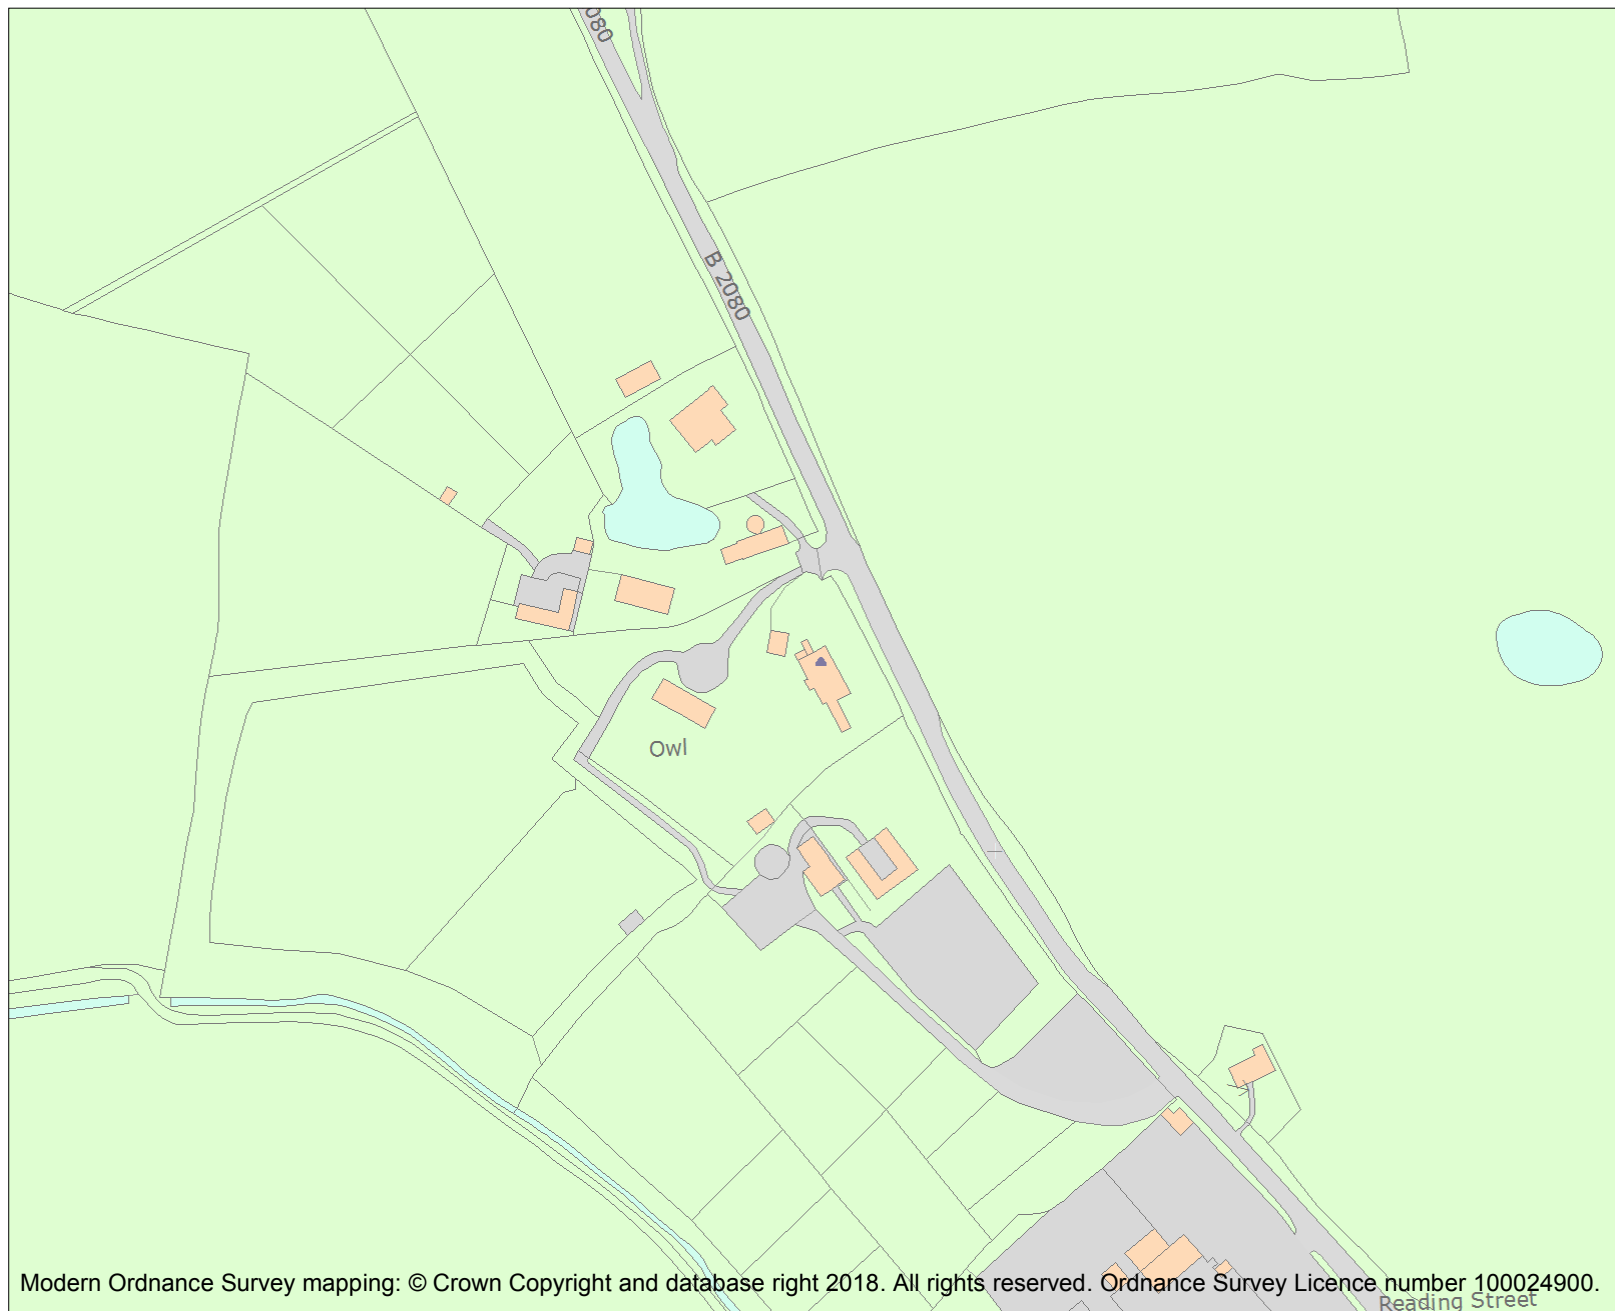 080
B 2080
Owl
Modern Ordnance Survey mapping: © Crown Copyright and database right 2018. All rights reserved. Ordnance Survey Licence number 100024900.
Reading Street